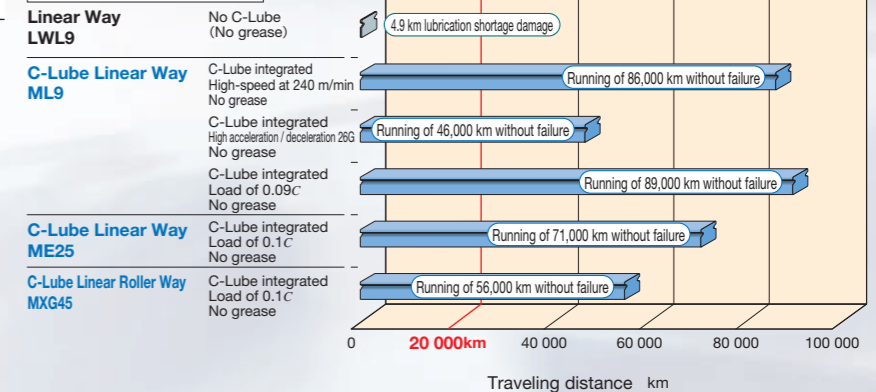 Linear Way
LWL9
No C-Lube
(No grease)
4.9 km lubrication shortage damage
C-Lube Linear Way
ML9
C-Lube integrated
High-speed at 240 m/min
No grease
Running of 86,000 km without failure
C-Lube integrated
High acceleration / deceleration 26G
No grease
Running of 46,000 km without failure
C-Lube integrated
Load of 0.09C
No grease
Running of 89,000 km without failure
C-Lube Linear Way
ME25
C-Lube integrated
Load of 0.1C
No grease
Running of 71,000 km without failure
C-Lube Linear Roller Way
MXG45
C-Lube integrated
Load of 0.1C
No grease
Running of 56,000 km without failure
0 20 000km 40 000 60 000 80 000 100 000
Traveling distance km